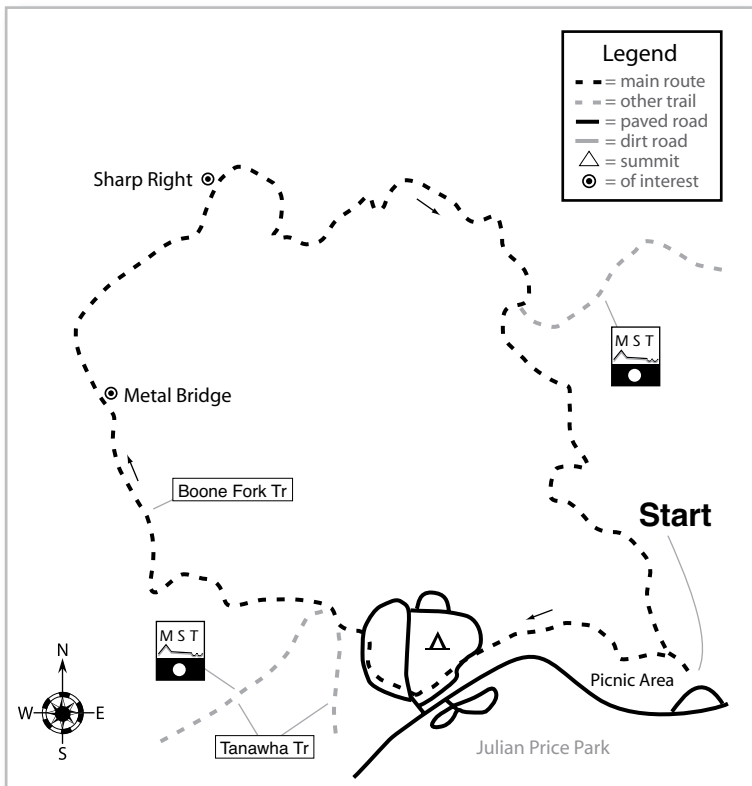 Legend
= main route
= other trail
= paved road
= dirt road
= summit
= of interest
Sharp Right
M S T
Metal Bridge
Boone Fork Tr
Start
M S T
N
W E
S
Picnic Area
Tanawha Tr
Julian Price Park